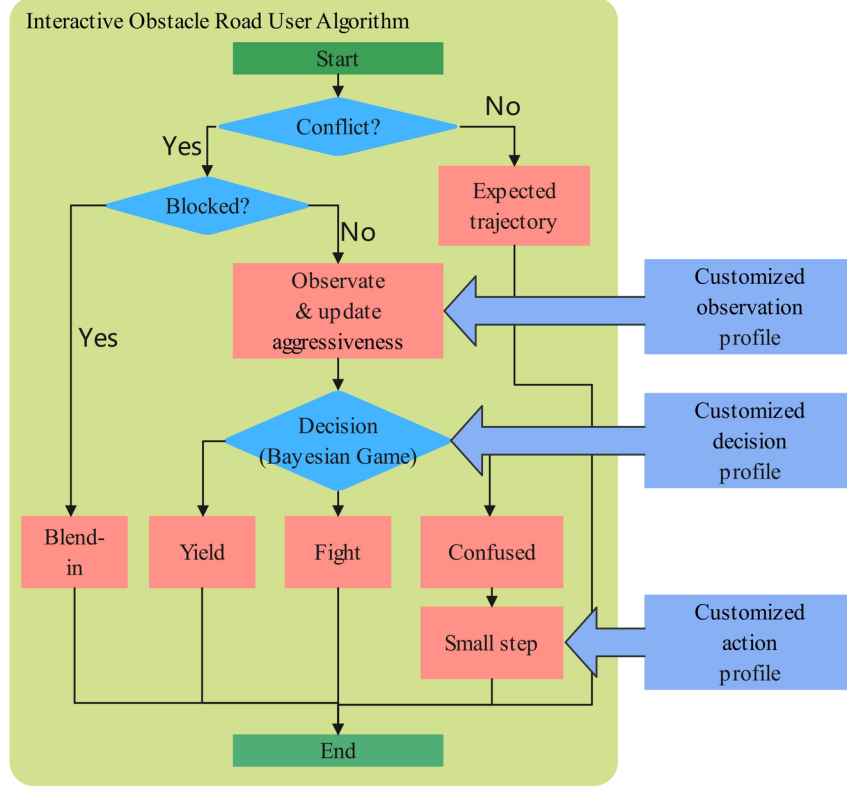 Interactive Obstacle Road User Algorithm
Start
Conflict?
No
Yes
Expected
trajectory
Blocked?
No
Observate
& update
aggressiveness
Customized
observation
profile
Yes
Decision
(Bayesian Game)
Customized
decision
profile
Blend-
in
Yield
Fight
Confused
Small step
Customized
action
profile
End